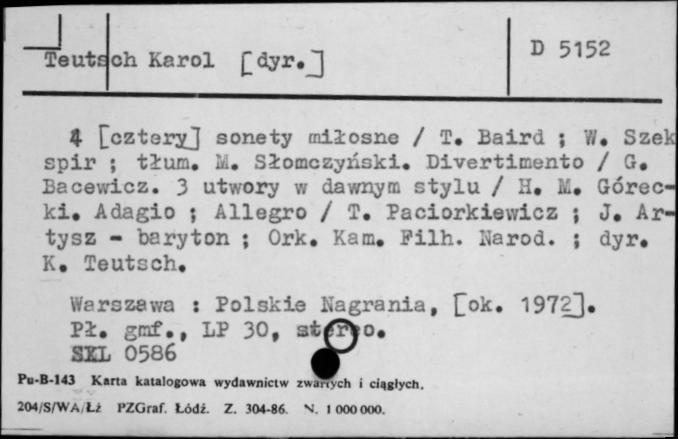 Teutsch Karol [dyr.]
D 5152
4 [cztery] sonety miłosne / T. Baird ; W. Szek
spir ; tłum. M. Słomczyński. Divertimento / G.
Bacewicz. 3 utwory w dawnym stylu / H. M. Górec-
ki. Adagio ; Allegro / T. Paciorkiewicz ; J. Ar-
tysz - baryton ; Ork. Kam. Filh. Narod. ; dyr.
K. Teutsch.
Warszawa : Polskie Nagrania, [ok. 1972].
Pł. gmf., LP 30, stereo.
SXL 0586
Pu-B-143 Karta katalogowa wydawnictw zwartych i ciągłych.
204/S/WA/Łź PZGraf. Łódź. Z. 304-86. N. 1 000 000.